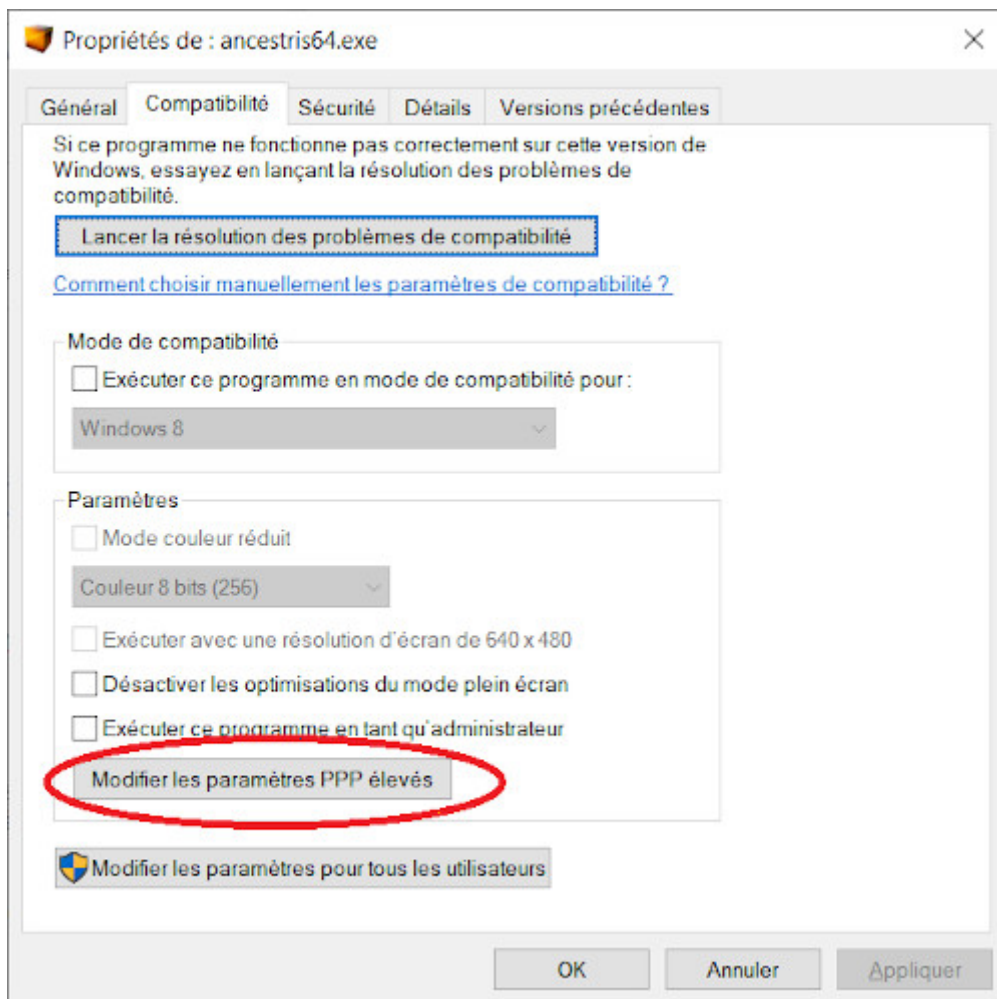 Propriétés de : ancestris64.exe
Général Compatibilité Sécurité Détails Versions précédentes
Si ce programme ne fonctionne pas correctement sur cette version de
Windows, essayez en lançant la résolution des problèmes de
compatibilité.
Lancer la résolution des problèmes de compatibilité
Comment choisir manuellement les paramètres de compatibilité ?
Mode de compatibilité
Exécuter ce programme en mode de compatibilité pour :
Windows 8
Paramètres
Mode couleur réduit
Couleur 8 bits (256)
Exécuter avec une résolution d'écran de 640 x 480
Désactiver les optimisations du mode plein écran
Exécuter ce programme en tant qu'administrateur
Modifier les paramètres PPP élevés
Modifier les paramètres pour tous les utilisateurs
OK Annuler Appliquer